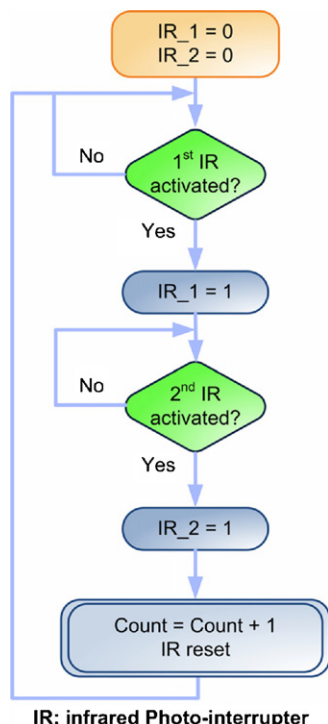 IR_1 = 0
IR_2 = 0
No
1st IR
activated?
Yes
IR_1 = 1
No
2nd IR
activated?
Yes
IR_2 = 1
Count = Count + 1
IR reset
IR: infrared Photo-interrupter